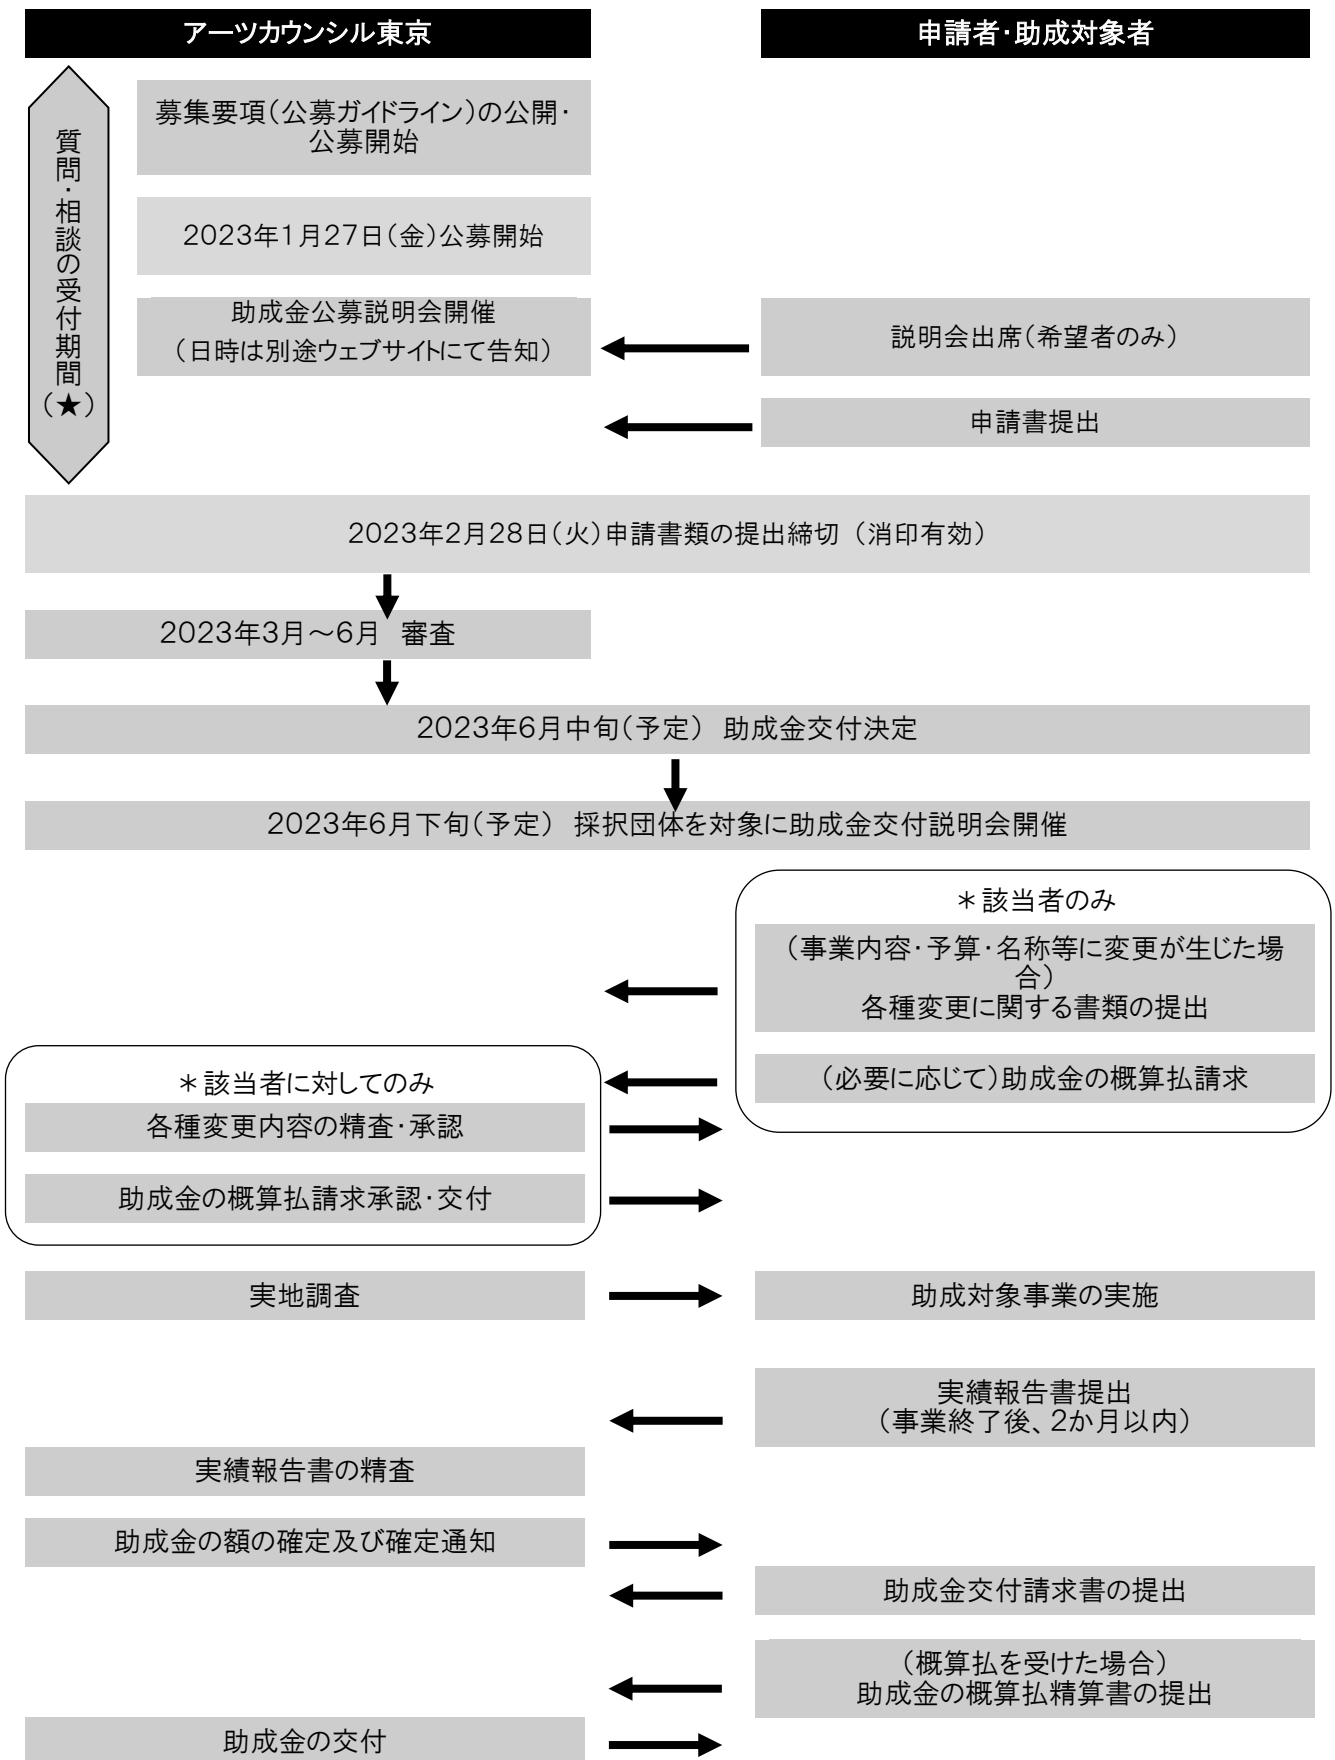 アーツカウンシル東京
申請者・助成対象者
質問・相談の受付期間
（★）
募集要項（公募ガイドライン）の公開・
公募開始
2023年1月27日（金）公募開始
助成金公募説明会開催
（日時は別途ウェブサイトにて告知）
説明会出席（希望者のみ）
申請書提出
2023年2月28日（火）申請書類の提出締切（消印有効）
2023年3月～6月　審査
2023年6月中旬（予定）　助成金交付決定
2023年6月下旬（予定）　採択団体を対象に助成金交付説明会開催
＊該当者のみ
（事業内容・予算・名称等に変更が生じた場
合）
各種変更に関する書類の提出
（必要に応じて）助成金の概算払請求
＊該当者に対してのみ
各種変更内容の精査・承認
助成金の概算払請求承認・交付
実地調査
助成対象事業の実施
実績報告書提出
（事業終了後、2か月以内）
実績報告書の精査
助成金の額の確定及び確定通知
助成金交付請求書の提出
（概算払を受けた場合）
助成金の概算払精算書の提出
助成金の交付